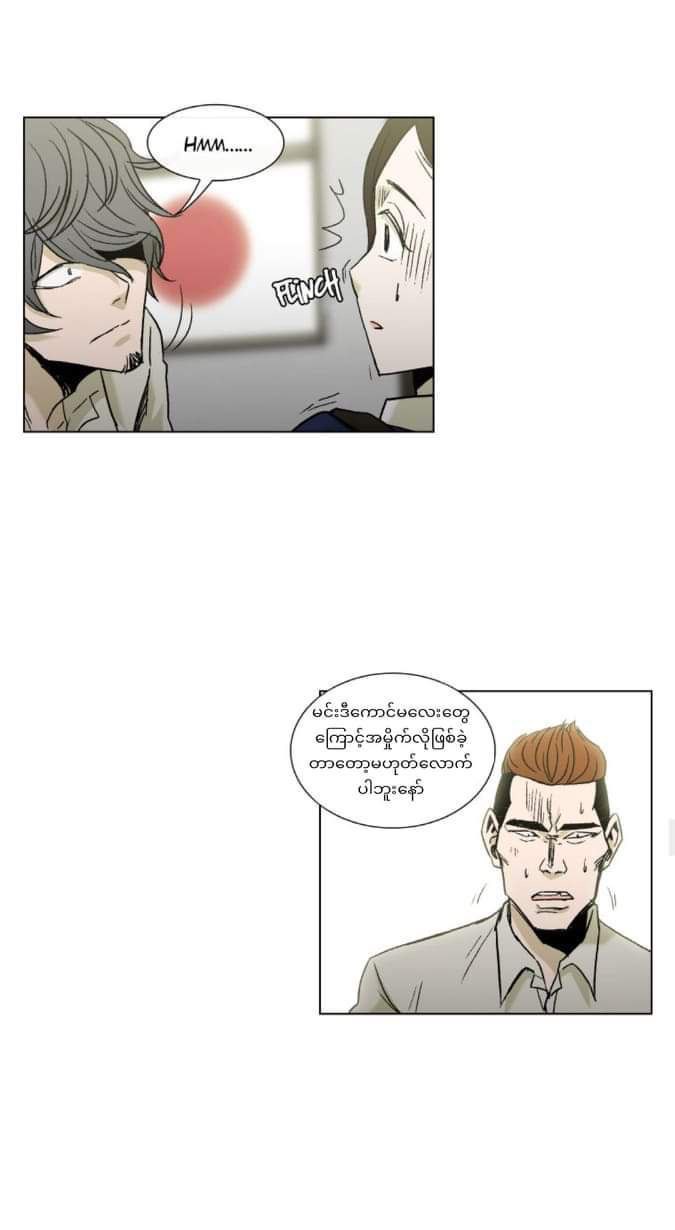 HMM......
FLINCH
မင်းဒီကောင်မလေးတွေ
ကြောင့်အမှိုက်လိုဖြစ်ခဲ့
တာတော့မဟုတ်လောက်
ပါဘူးနော်